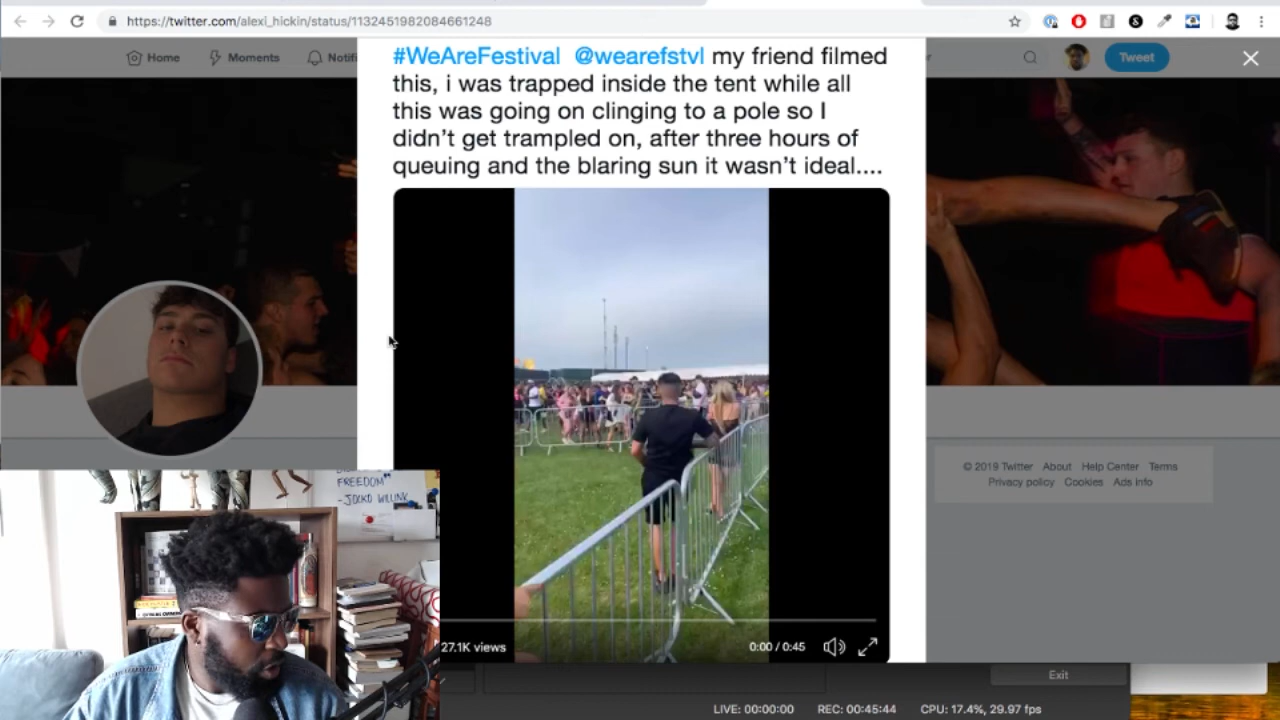 https://twitter.com/alexi_hickin/status/1132451982084661248
Home Moments Notifi
Tweet
#WeAreFestival @wearefstvl my friend filmed
this, i was trapped inside the tent while all
this was going on clinging to a pole so I
didn't get trampled on, after three hours of
queuing and the blaring sun it wasn't ideal....
27.1K views
0:00 / 0:45
© 2019 Twitter About Help Center Terms
Privacy policy Cookies Ads info
FREEDOM"
-JOCKO WILLINK
Exit
LIVE: 00:00:00 REC: 00:45:44 CPU: 17.4%, 29.97 fps